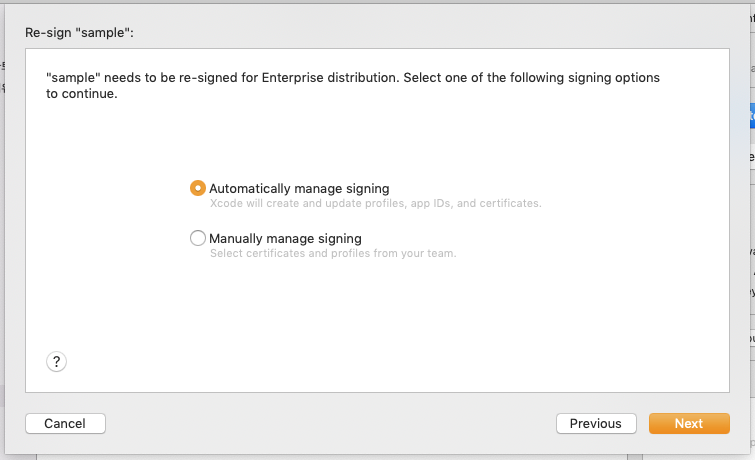 Re-sign "sample":
"sample" needs to be re-signed for Enterprise distribution. Select one of the following signing options
to continue.
Automatically manage signing
Xcode will create and update profiles, app IDs, and certificates.
Manually manage signing
Select certificates and profiles from your team.
?
Cancel
Previous
Next